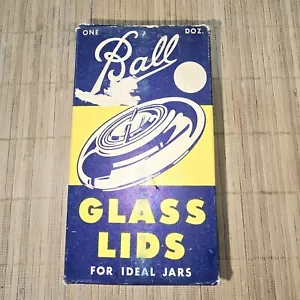 ONE DOZ.
Ball
GLASS
LIDS
FOR IDEAL JARS